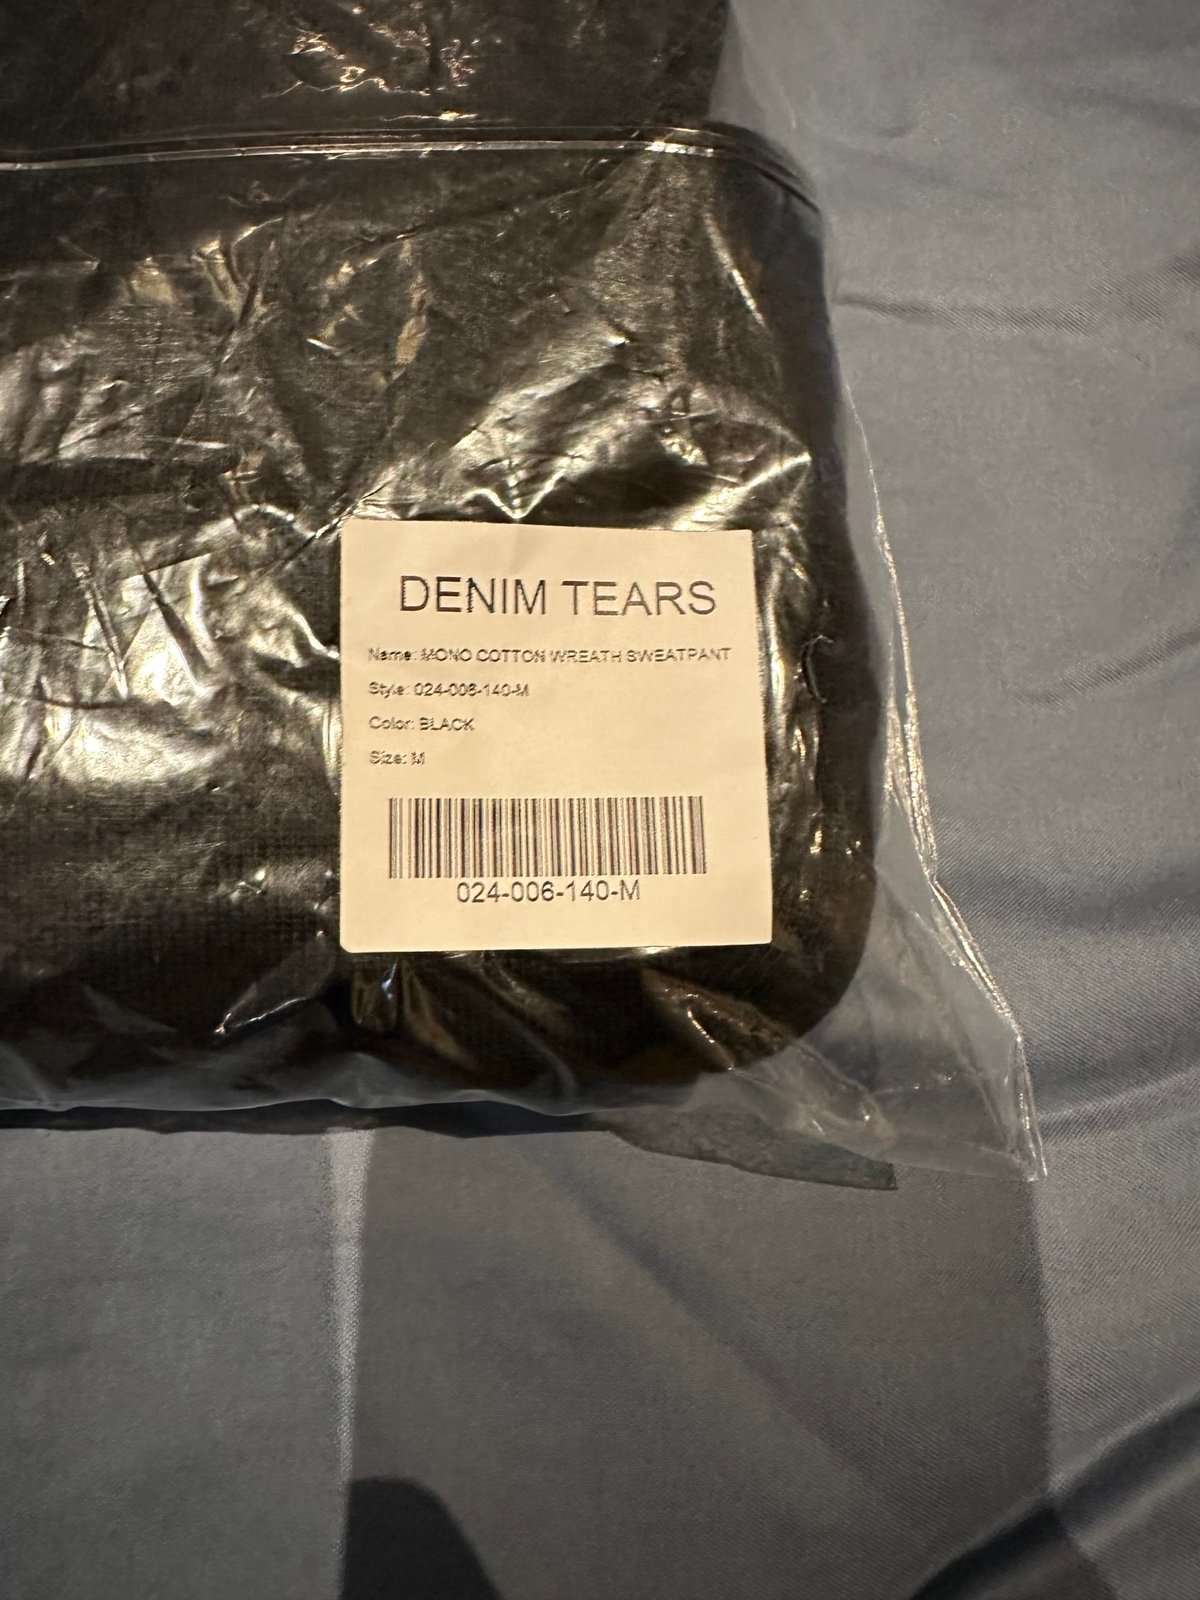 DENIM TEARS
Name: MONO COTTON WREATH SWEATPANT
Style: 024-006-140-M
Color: BLACK
Size: M
024-006-140-M